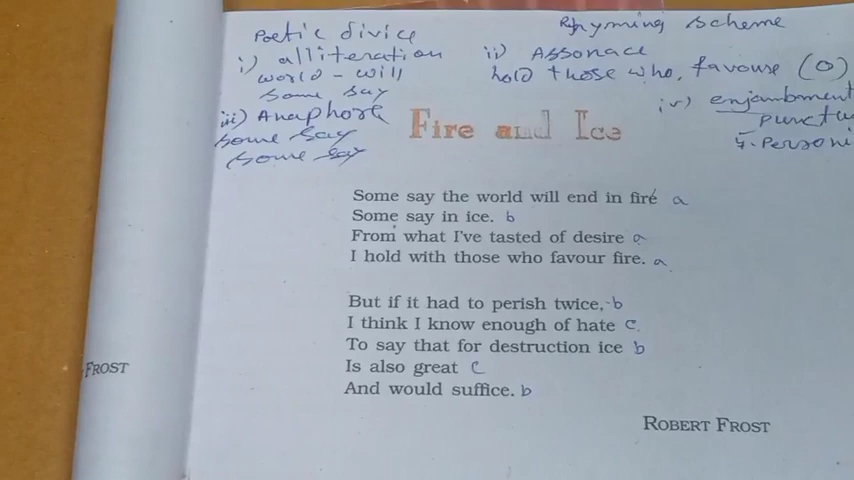 Poetic divice
Rhyming scheme
i) alliteration
world - will
some say
ii) Assonace
hold those who, favouse (o)
iii) Anaphore
some say
some say
iv) enjambment
punctu
5. Personi
Fire and Ice
Some say the world will end in fire a
Some say in ice. b
From what I've tasted of desire a
I hold with those who favour fire. a
But if it had to perish twice, b
I think I know enough of hate c
To say that for destruction ice b
Is also great c
And would suffice. b
ROBERT FROST
FROST